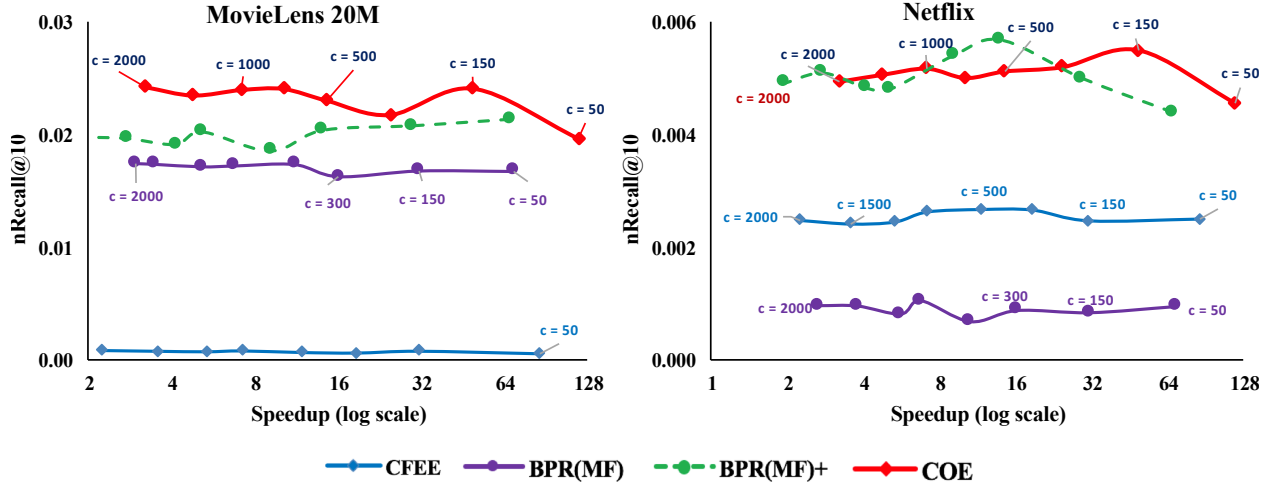 MovieLens 20M
nRecall@10
0.03
0.02
0.01
0.00
c = 2000
c = 1000
c = 500
c = 150
c = 50
c = 2000
c = 300
c = 150
c = 50
c = 50
2 4 8 16 32 64 128
Speedup (log scale)
Netflix
nRecall@10
0.006
0.004
0.002
0.000
c = 2000
c = 1000
c = 500
c = 150
c = 50
c = 2000
c = 2000
c = 1500
c = 500
c = 150
c = 50
c = 2000
c = 300
c = 150
c = 50
1 2 4 8 16 32 64 128
Speedup (log scale)
CFEE BPR(MF) BPR(MF)+ COE